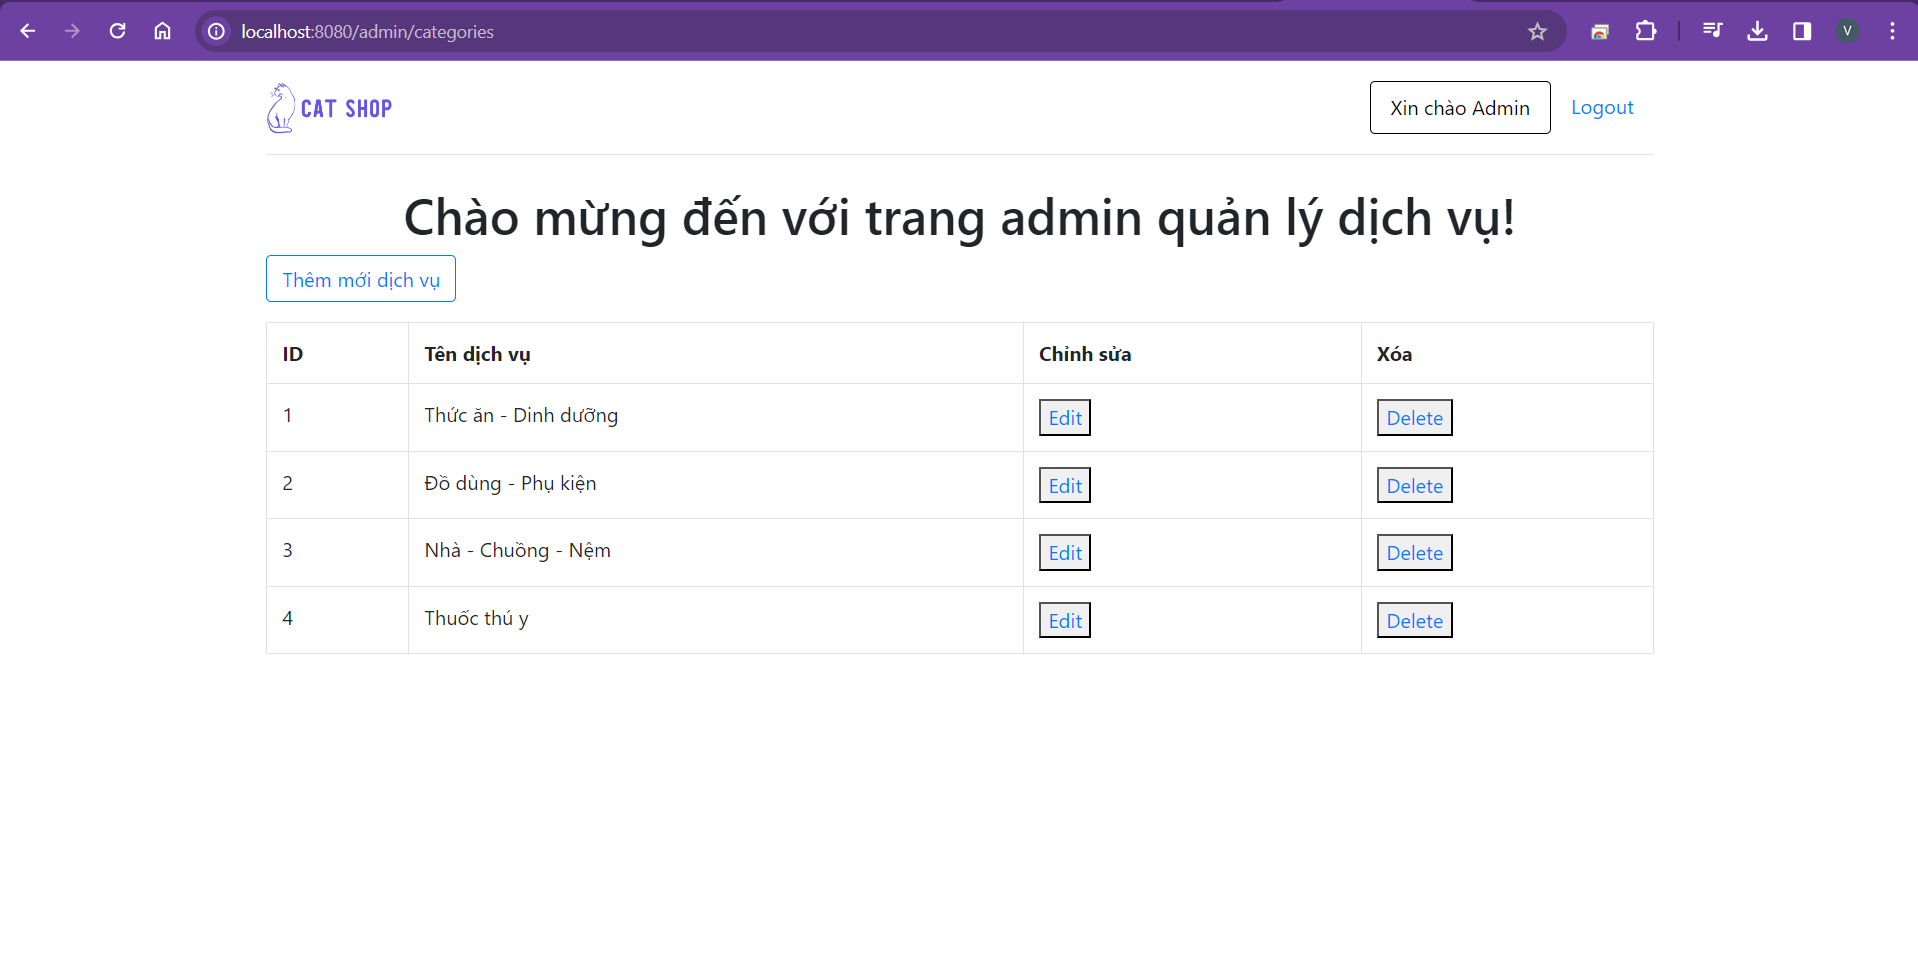 localhost:8080/admin/categories
V
CAT SHOP
Xin chào Admin
Logout
Chào mừng đến với trang admin quản lý dịch vụ!
Thêm mới dịch vụ
ID Tên dịch vụ Chỉnh sửa Xóa
1 Thức ăn - Dinh dưỡng Edit Delete
2 Đồ dùng - Phụ kiện Edit Delete
3 Nhà - Chuồng - Nệm Edit Delete
4 Thuốc thú y Edit Delete